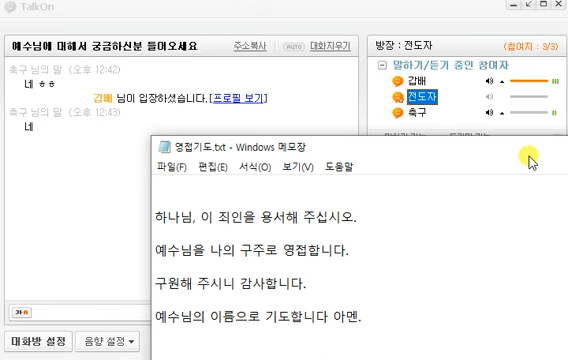 TalkOn
예수님에 대해서 궁금하신분 들어오세요
주소복사
AUTO
대화지우기
축구 님의 말 (오후 12:42)
네 ㅎㅎ
갑배 님이 입장하셨습니다.[프로필 보기]
축구 님의 말 (오후 12:43)
네
방장 : 전도자
(참여자 : 3/3)
말하기/듣기 중인 참여자
갑배
전도자
축구
영접기도.txt - Windows 메모장
파일(F) 편집(E) 서식(O) 보기(V) 도움말
하나님, 이 죄인을 용서해 주십시오.
예수님을 나의 구주로 영접합니다.
구원해 주시니 감사합니다.
예수님의 이름으로 기도합니다 아멘.
가
대화방 설정
음향 설정